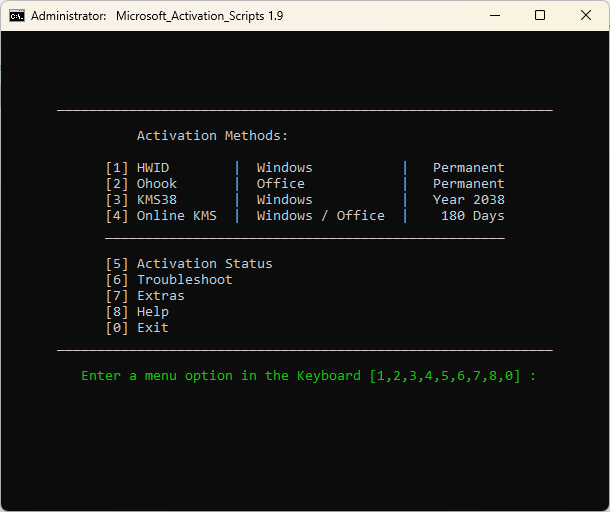 Administrator:  Microsoft_Activation_Scripts 1.9
Activation Methods:
[1] HWID | Windows | Permanent
[2] Ohook | Office | Permanent
[3] KMS38 | Windows | Year 2038
[4] Online KMS | Windows / Office | 180 Days
[5] Activation Status
[6] Troubleshoot
[7] Extras
[8] Help
[0] Exit
Enter a menu option in the Keyboard [1,2,3,4,5,6,7,8,0] :